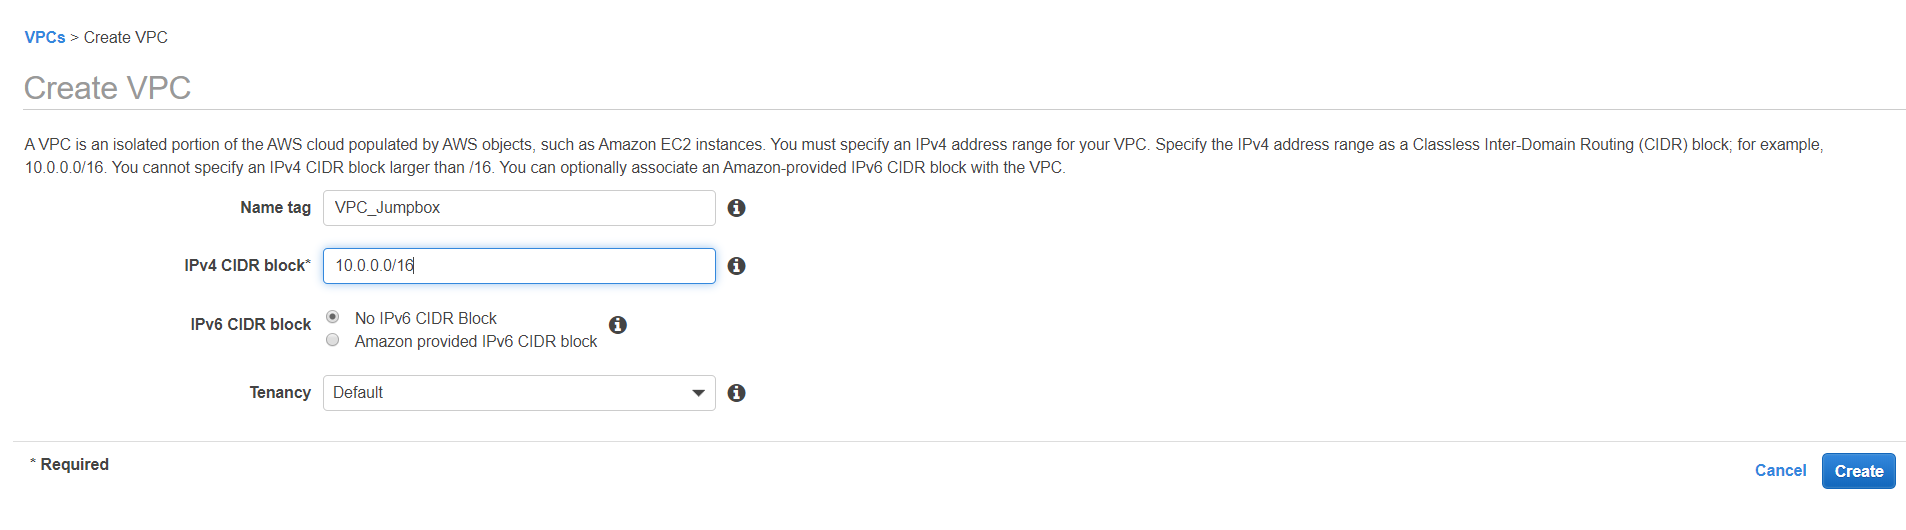 VPCs > Create VPC
Create VPC
A VPC is an isolated portion of the AWS cloud populated by AWS objects, such as Amazon EC2 instances. You must specify an IPv4 address range for your VPC. Specify the IPv4 address range as a Classless Inter-Domain Routing (CIDR) block; for example,
10.0.0.0/16. You cannot specify an IPv4 CIDR block larger than /16. You can optionally associate an Amazon-provided IPv6 CIDR block with the VPC.
Name tag VPC_Jumpbox
IPv4 CIDR block* 10.0.0.0/16
IPv6 CIDR block No IPv6 CIDR Block
Amazon provided IPv6 CIDR block
Tenancy Default
* Required
Cancel Create